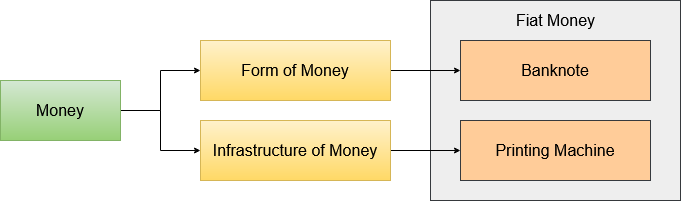 Fiat Money
Money
Form of Money
Banknote
Infrastructure of Money
Printing Machine